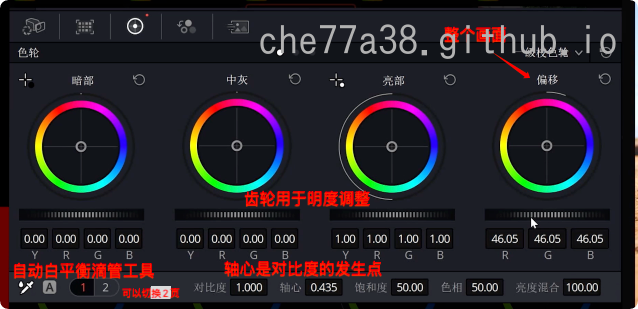 che77a38.github.io
整个画面
色轮
级校色轮
暗部
中灰
亮部
偏移
齿轮用于明度调整
0.00 0.00 0.00 0.00
0.00 0.00 0.00 0.00
1.00 1.00 1.00 1.00
46.05 46.05 46.05
Y R G B
Y R G B
Y R G B
R G B
自动白平衡滴管工具
轴心是对比度的发生点
A
1 2
可以切换2页
对比度 1.000
轴心 0.435
饱和度 50.00
色相 50.00
亮度混合 100.00